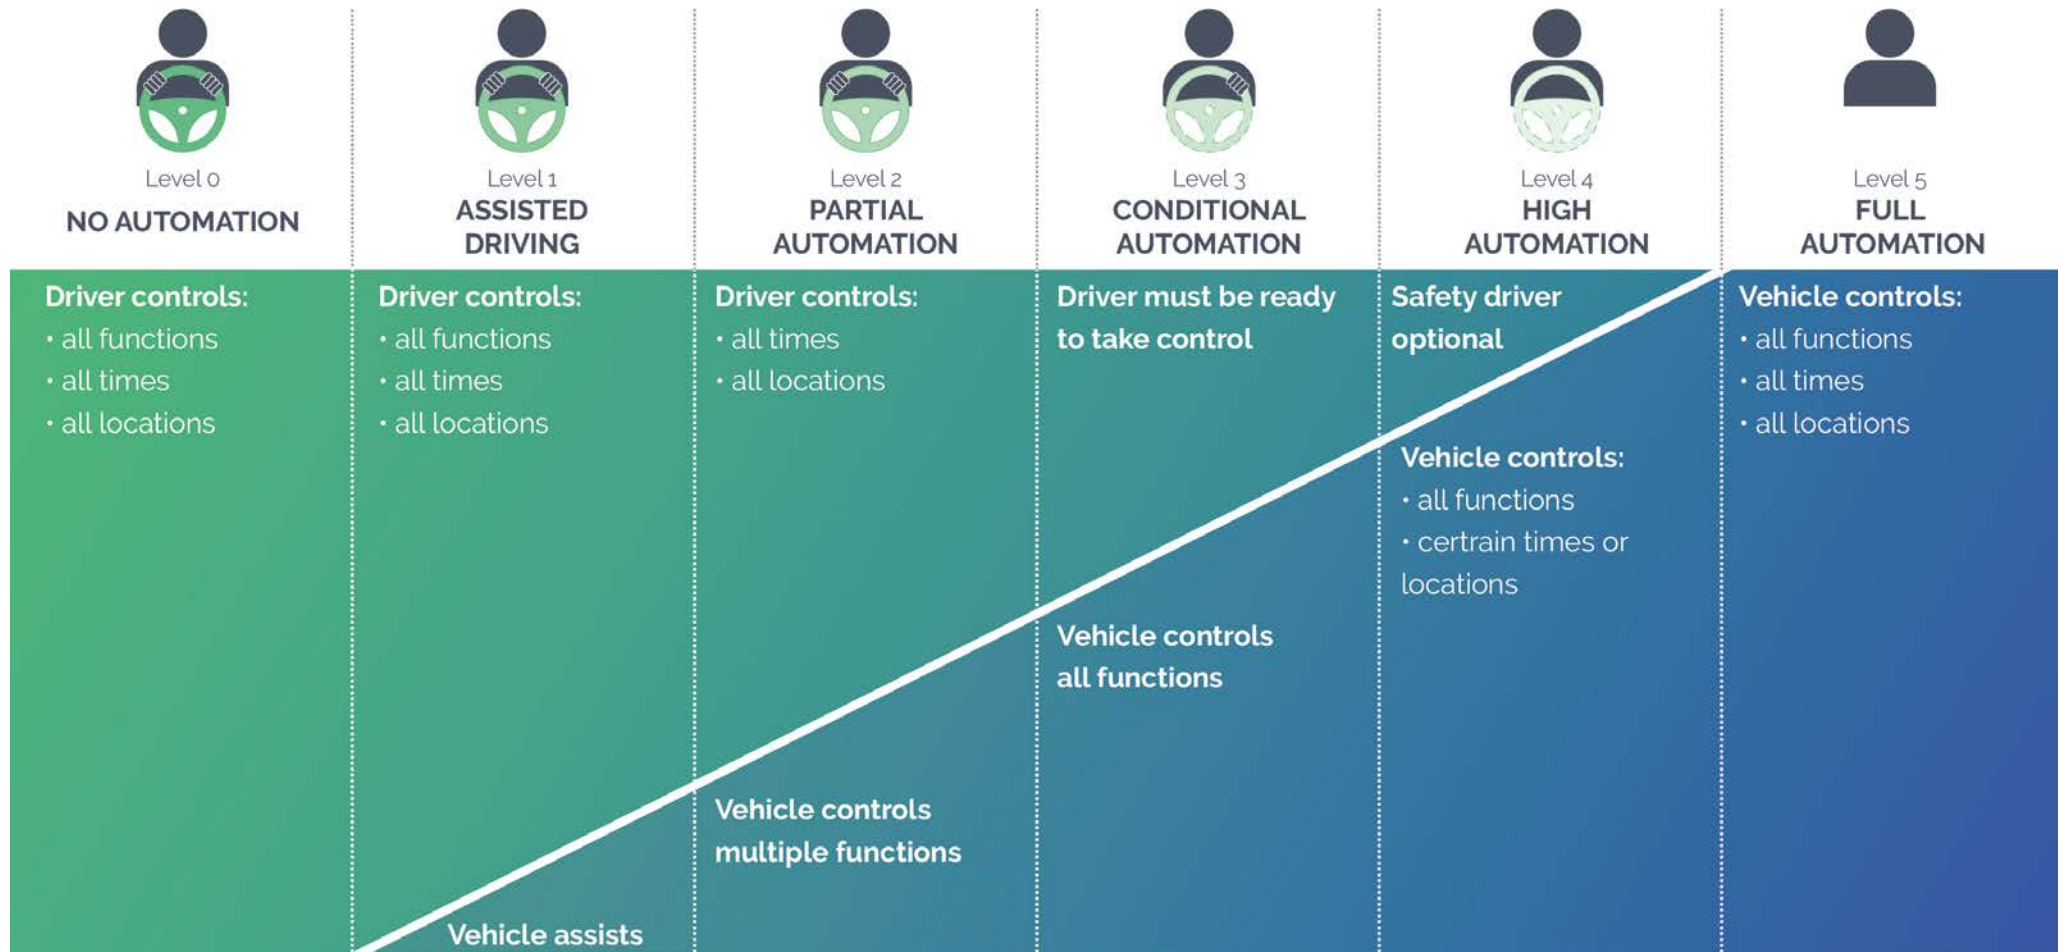 Level 0
NO AUTOMATION
Level 1
ASSISTED
DRIVING
Level 2
PARTIAL
AUTOMATION
Level 3
CONDITIONAL
AUTOMATION
Level 4
HIGH
AUTOMATION
Level 5
FULL
AUTOMATION
Driver controls:
• all functions
• all times
• all locations
Driver controls:
• all functions
• all times
• all locations
Vehicle assists
Driver controls:
• all times
• all locations
Vehicle controls
multiple functions
Driver must be ready
to take control
Vehicle controls
all functions
Safety driver
optional
Vehicle controls:
• all functions
• certrain times or
locations
Vehicle controls:
• all functions
• all times
• all locations